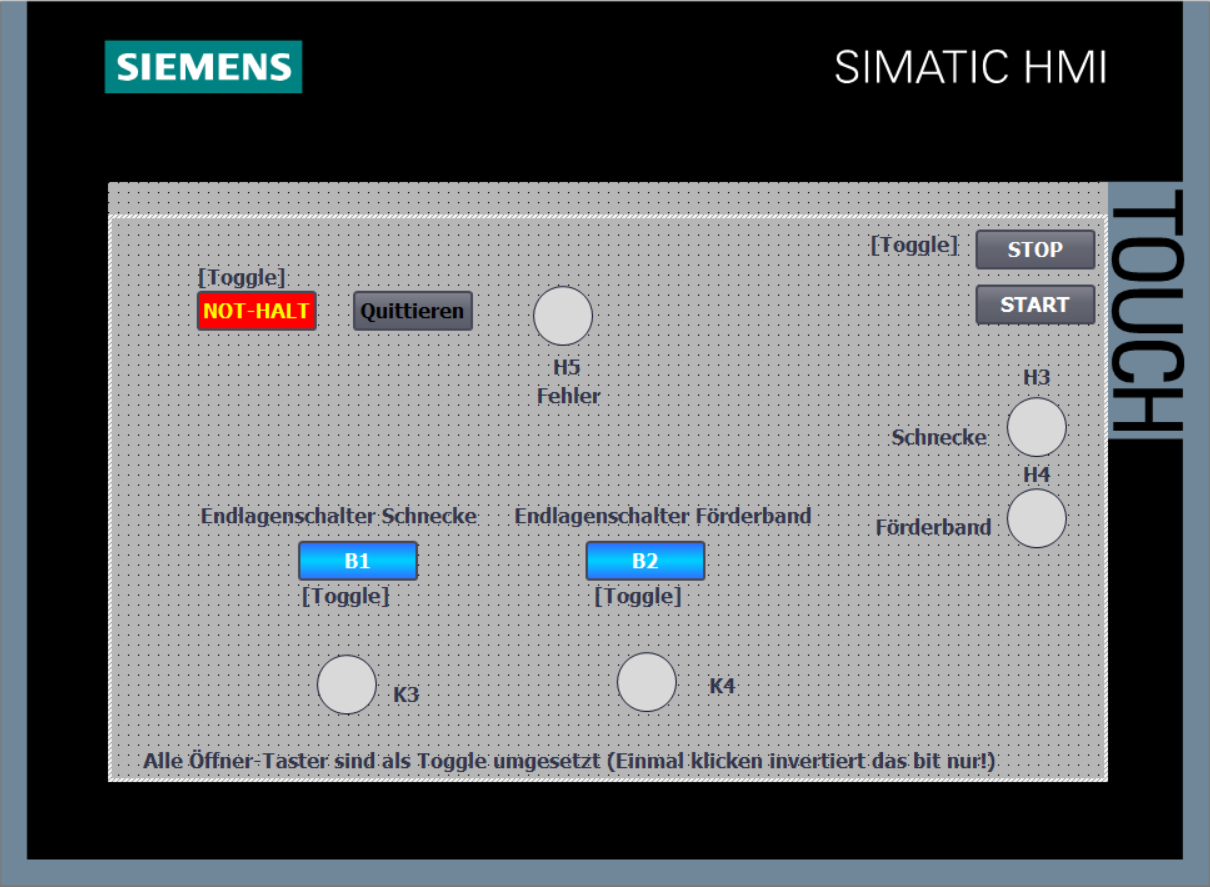 SIEMENS
SIMATIC HMI
TOUCH
[Toggle]
STOP
[Toggle]
NOT-HALT
Quittieren
START
H5
Fehler
H3
Schnecke
H4
Förderband
Endlagenschalter Schnecke
Endlagenschalter Förderband
B1
B2
[Toggle]
[Toggle]
K3
K4
Alle Öffner-Taster sind als Toggle umgesetzt (Einmal klicken invertiert das bit nur!)